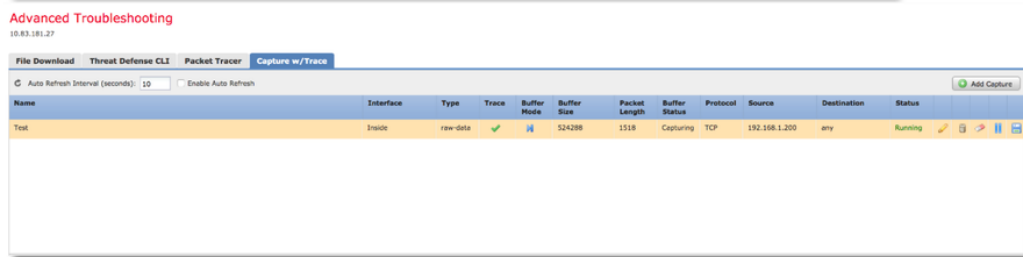 Advanced Troubleshooting
10.83.181.27
File Download Threat Defense CLI Packet Tracer Capture w/Trace
Auto Refresh Interval (seconds): 10 Enable Auto Refresh Add Capture
Name Interface Type Trace Buffer Mode Buffer Size Packet Length Buffer Status Protocol Source Destination Status
Test Inside raw-data 524288 1518 Capturing TCP 192.168.1.200 any Running